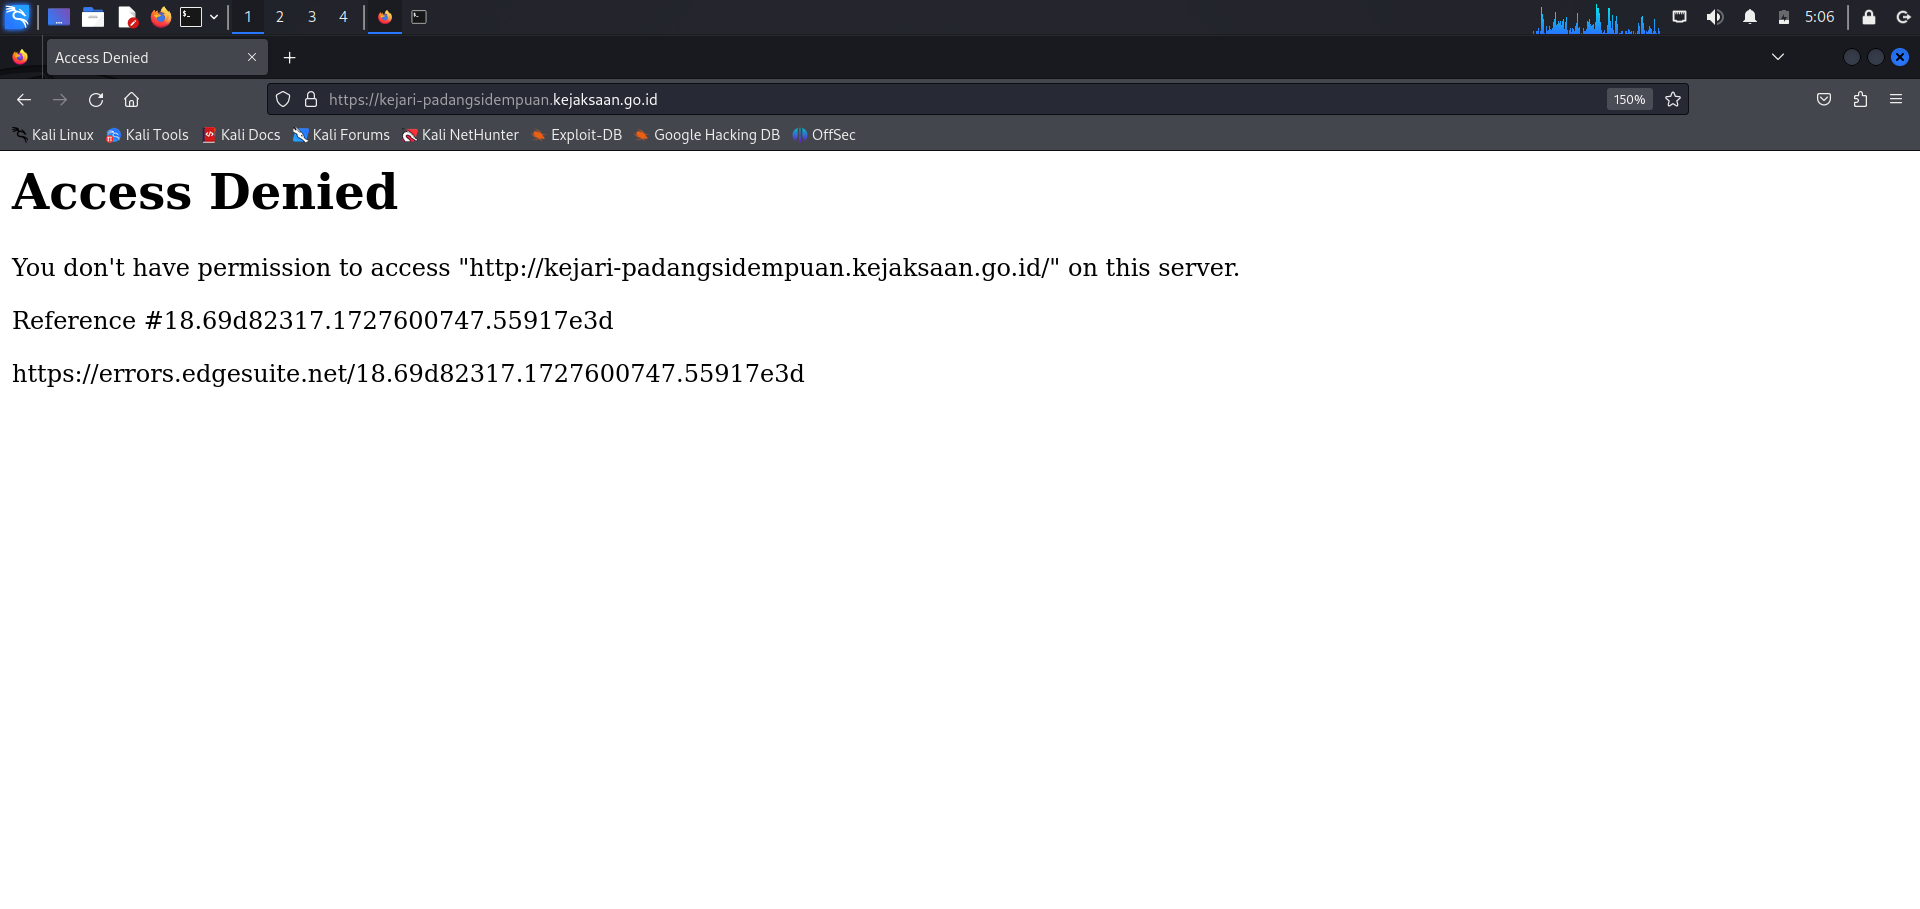 1 2 3 4 5:06
Access Denied
https://kejari-padangsidempuan.kejaksaan.go.id 150%
Kali Linux Kali Tools Kali Docs Kali Forums Kali NetHunter Exploit-DB Google Hacking DB OffSec
Access Denied
You don't have permission to access "http://kejari-padangsidempuan.kejaksaan.go.id/" on this server.
Reference #18.69d82317.1727600747.55917e3d
https://errors.edgesuite.net/18.69d82317.1727600747.55917e3d